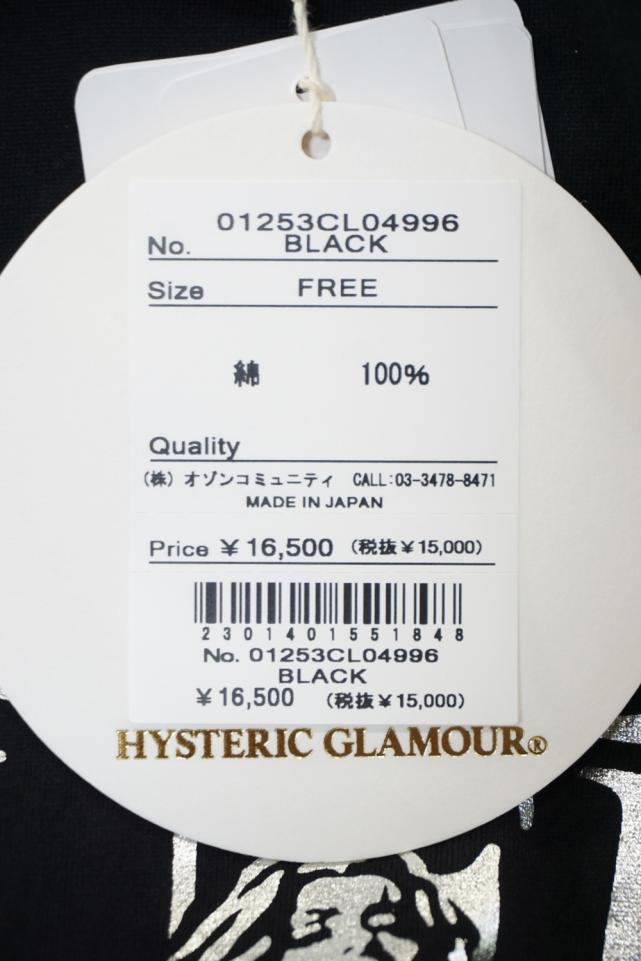 01253CL04996
No. BLACK
Size FREE
綿 100%
Quality
(株) オゾンコミュニティ CALL:03-3478-8471
MADE IN JAPAN
Price ¥16,500 (税抜¥15,000)
2301401551848
No. 01253CL04996
BLACK
¥16,500 (税抜¥15,000)
HYSTERIC GLAMOUR®